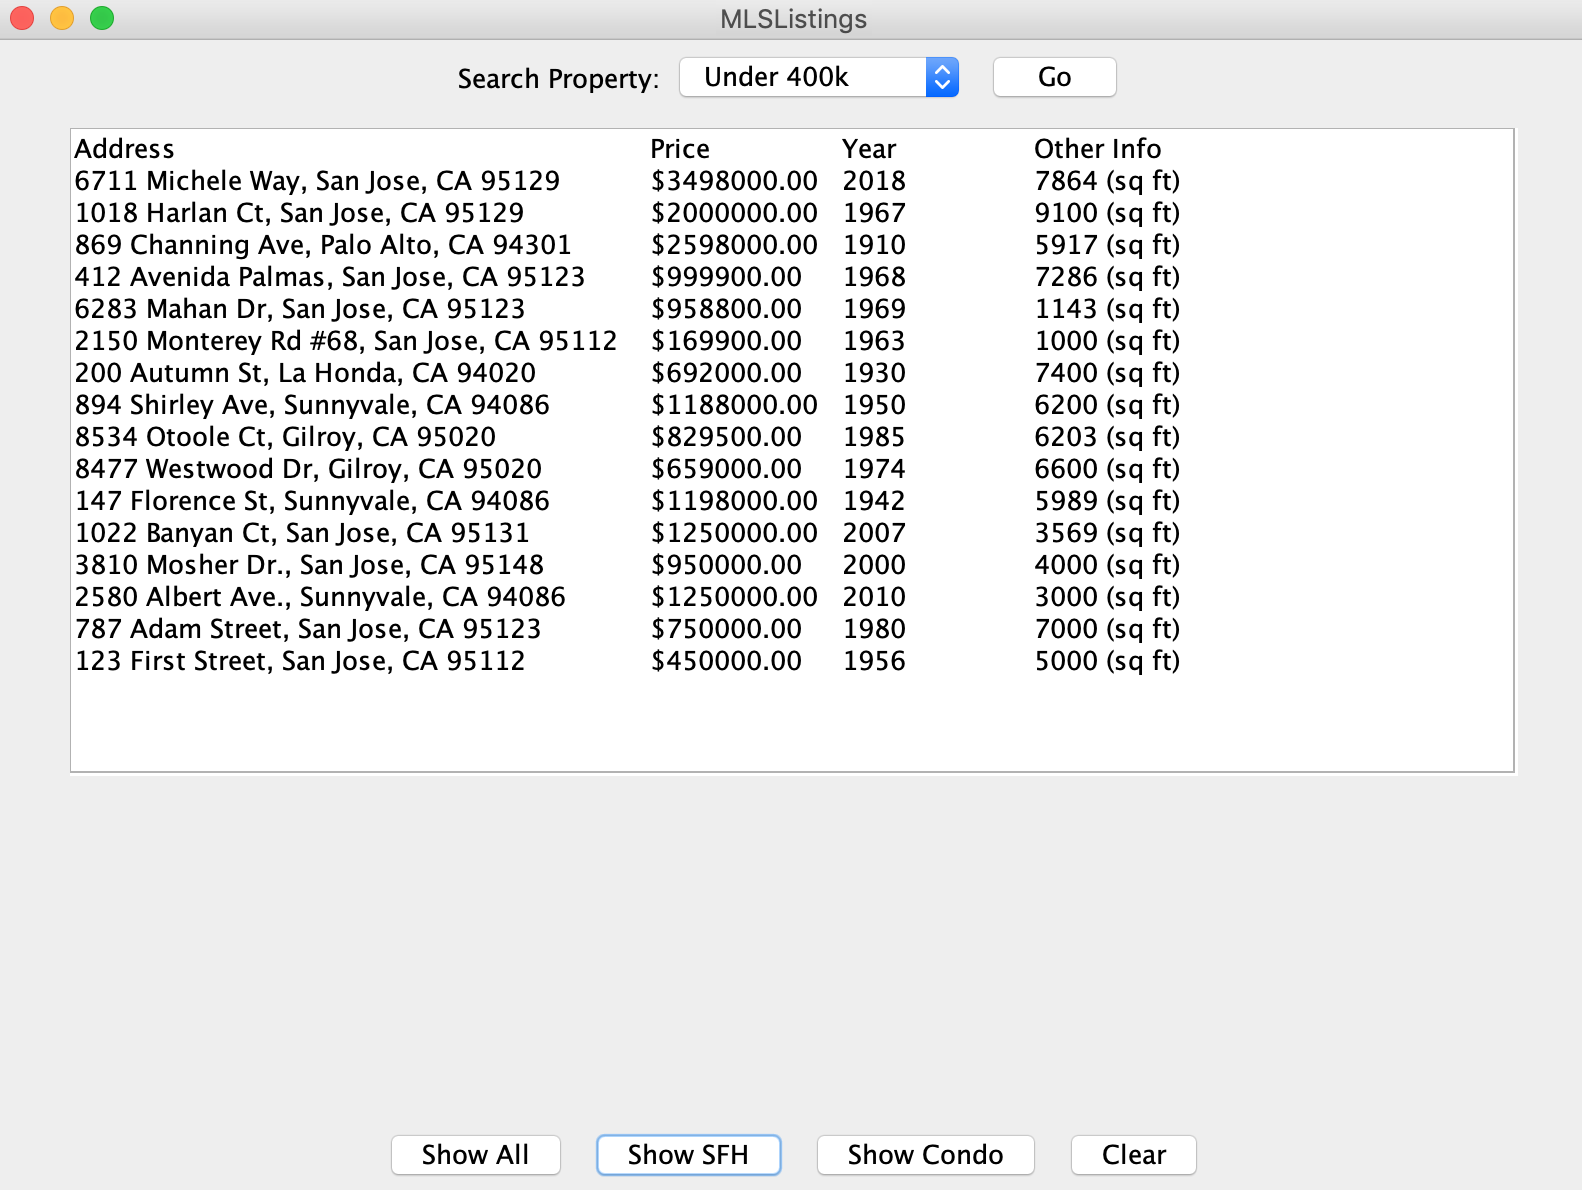 MLSListings
Search Property: Under 400k Go
Address Price Year Other Info
6711 Michele Way, San Jose, CA 95129 $3498000.00 2018 7864 (sq ft)
1018 Harlan Ct, San Jose, CA 95129 $2000000.00 1967 9100 (sq ft)
869 Channing Ave, Palo Alto, CA 94301 $2598000.00 1910 5917 (sq ft)
412 Avenida Palmas, San Jose, CA 95123 $999900.00 1968 7286 (sq ft)
6283 Mahan Dr, San Jose, CA 95123 $958800.00 1969 1143 (sq ft)
2150 Monterey Rd #68, San Jose, CA 95112 $169900.00 1963 1000 (sq ft)
200 Autumn St, La Honda, CA 94020 $692000.00 1930 7400 (sq ft)
894 Shirley Ave, Sunnyvale, CA 94086 $1188000.00 1950 6200 (sq ft)
8534 Otoole Ct, Gilroy, CA 95020 $829500.00 1985 6203 (sq ft)
8477 Westwood Dr, Gilroy, CA 95020 $659000.00 1974 6600 (sq ft)
147 Florence St, Sunnyvale, CA 94086 $1198000.00 1942 5989 (sq ft)
1022 Banyan Ct, San Jose, CA 95131 $1250000.00 2007 3569 (sq ft)
3810 Mosher Dr., San Jose, CA 95148 $950000.00 2000 4000 (sq ft)
2580 Albert Ave., Sunnyvale, CA 94086 $1250000.00 2010 3000 (sq ft)
787 Adam Street, San Jose, CA 95123 $750000.00 1980 7000 (sq ft)
123 First Street, San Jose, CA 95112 $450000.00 1956 5000 (sq ft)
Show All Show SFH Show Condo Clear